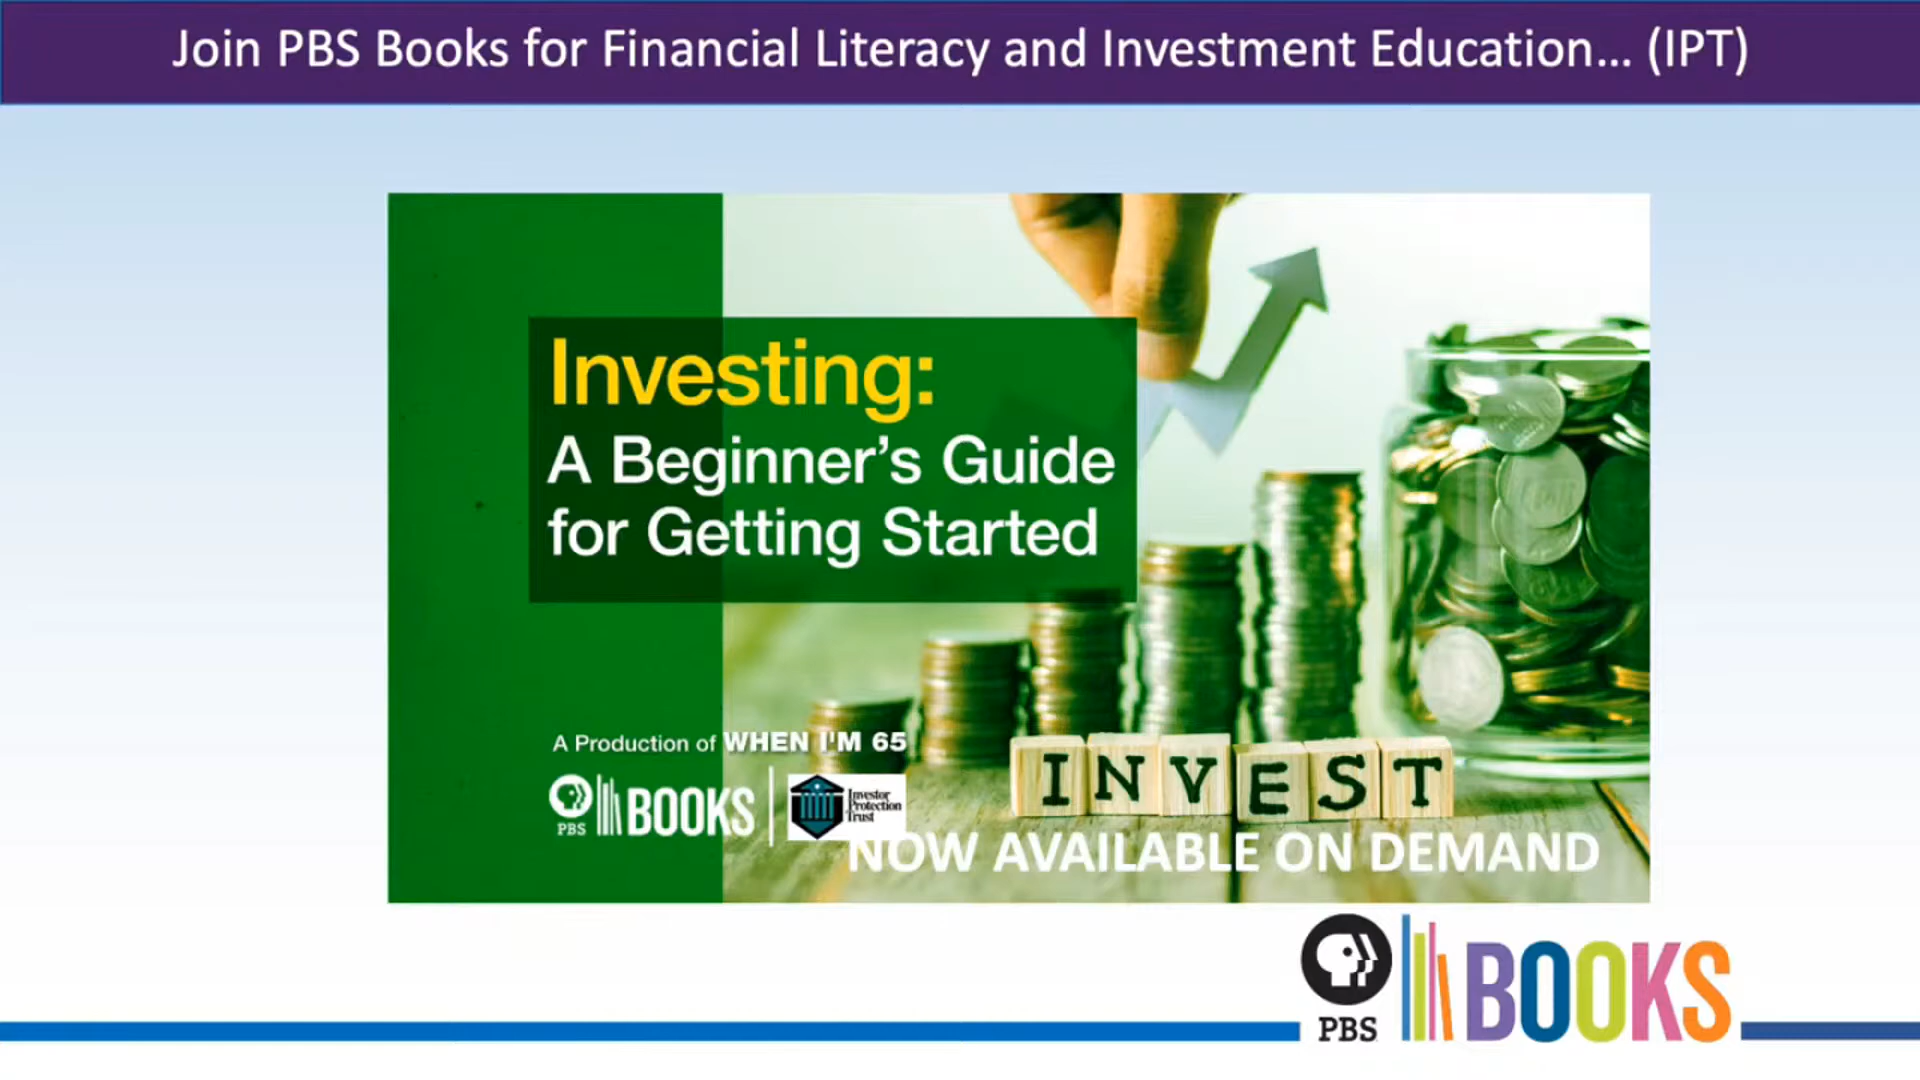 Join PBS Books for Financial Literacy and Investment Education... (IPT)
Investing:
A Beginner's Guide
for Getting Started
A Production of WHEN I'M 65
PBS BOOKS
Investor
Protection
Trust
INVEST
NOW AVAILABLE ON DEMAND
PBS BOOKS